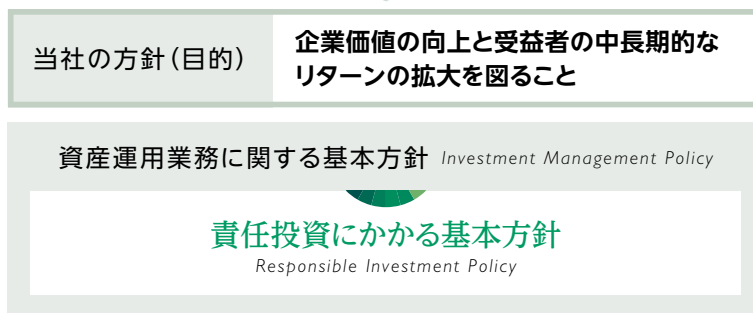 当社の方針(目的)
企業価値の向上と受益者の中長期的な
リターンの拡大を図ること
資産運用業務に関する基本方針 Investment Management Policy
責任投資にかかる基本方針
Responsible Investment Policy